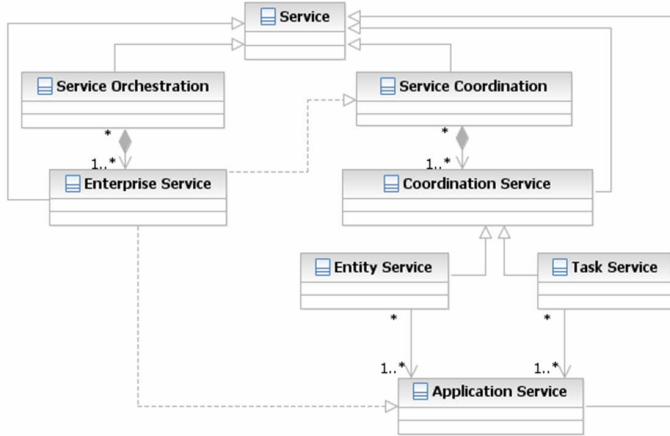 Service
Service Orchestration
Service Coordination
*
*
1..*
1..*
Enterprise Service
Coordination Service
Entity Service
Task Service
*
*
1..*
1..*
Application Service